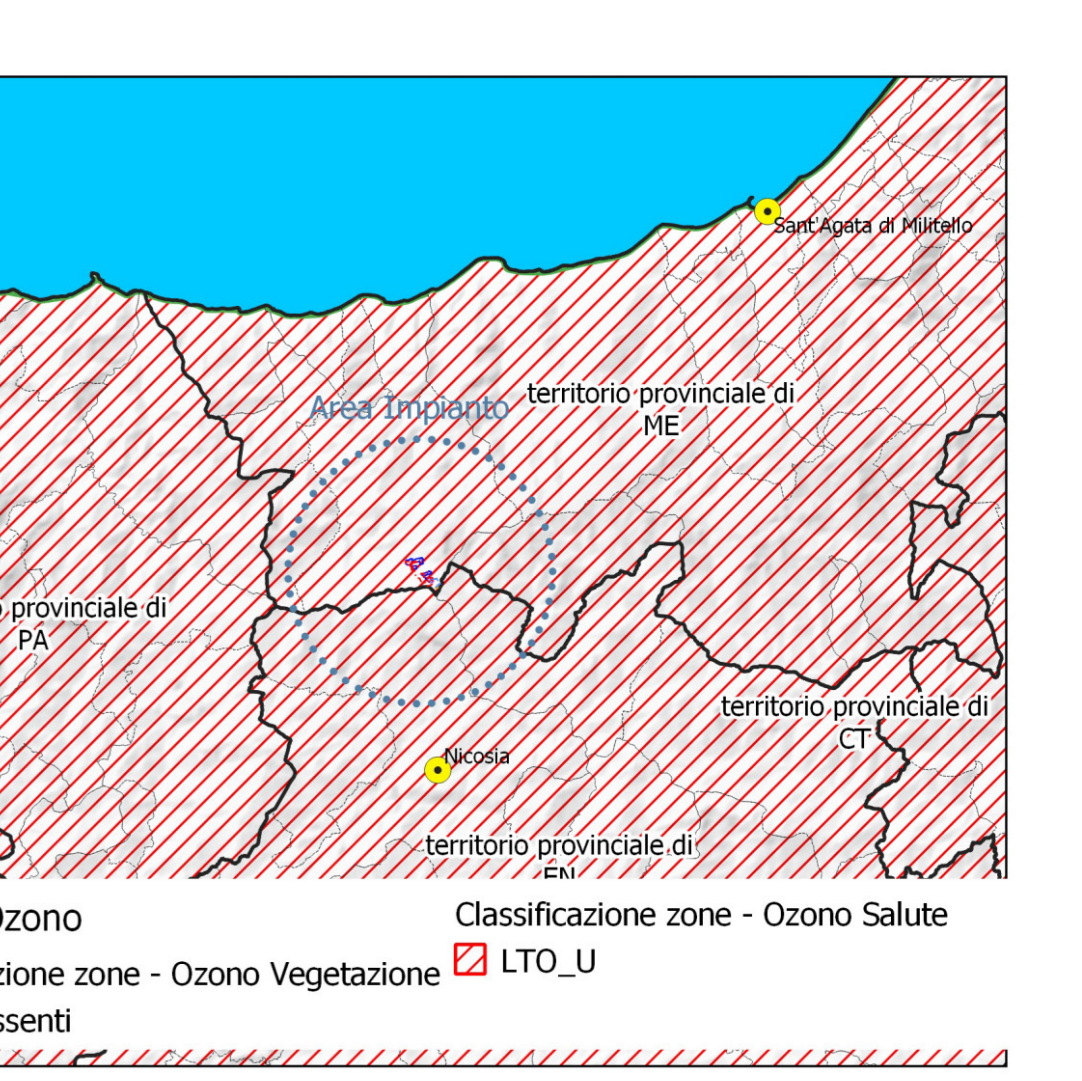 Sant'Agata di Militello
Area Impianto
territorio provinciale di
ME
provinciale di
PA
territorio provinciale di
CT
Nicosia
territorio provinciale di
EN
Ozono
Classificazione zone - Ozono Salute
LTO_U
zione zone - Ozono Vegetazione
ssenti